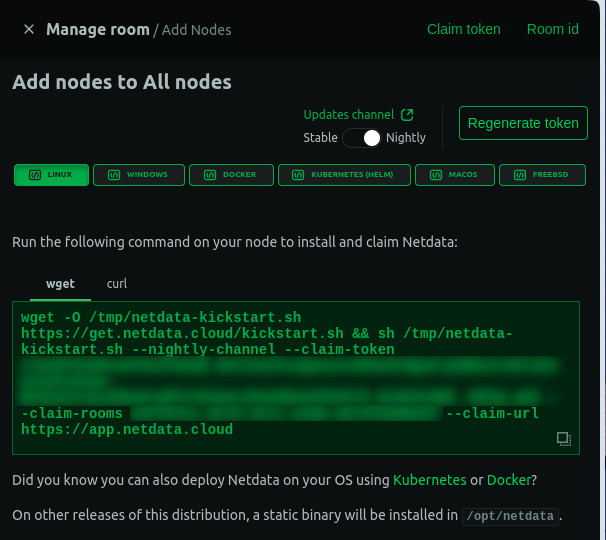 Manage room / Add Nodes
Claim token
Room id
Add nodes to All nodes
Updates channel
Stable
Nightly
Regenerate token
LINUX
WINDOWS
DOCKER
KUBERNETES (HELM)
MACOS
FREEBSD
Run the following command on your node to install and claim Netdata:
wget
curl
wget -O /tmp/netdata-kickstart.sh
https://get.netdata.cloud/kickstart.sh && sh /tmp/netdata-
kickstart.sh --nightly-channel --claim-token
-claim-rooms --claim-url
https://app.netdata.cloud
Did you know you can also deploy Netdata on your OS using Kubernetes or Docker?
On other releases of this distribution, a static binary will be installed in /opt/netdata.